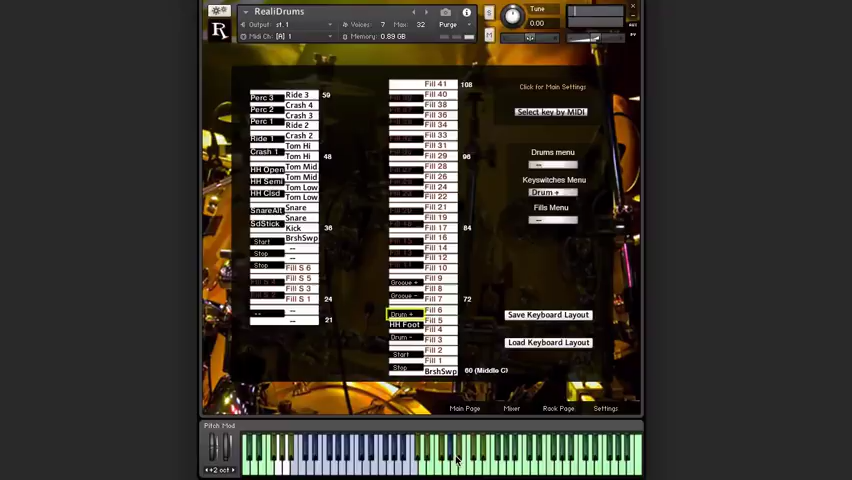 RealiDrums
Output: st. 1
Voices: 7
Max: 32
Purge
Midi Ch: [A] 1
Memory: 0.89 GB
Tune
0.00
S
M
R
Perc 3
Perc 2
Perc 1
Ride 1
Crash 1
HH Open
HH Semi
HH Clsd
SnareAlt
SdStick
Start
Stop
Stop
--
Ride 3
Crash 4
Crash 3
Ride 2
Crash 2
Tom Hi
Tom Hi
Tom Mid
Tom Mid
Tom Low
Tom Low
Snare
Snare
Kick
BrshSwp
--
--
Fill S 6
Fill S 5
Fill S 3
Fill S 1
--
--
59
48
36
24
21
Groove +
Groove -
Drum +
HH Foot
Drum -
Start
Stop
Fill 41
Fill 40
Fill 38
Fill 36
Fill 34
Fill 33
Fill 31
Fill 29
Fill 28
Fill 26
Fill 24
Fill 22
Fill 21
Fill 19
Fill 17
Fill 16
Fill 14
Fill 12
Fill 10
Fill 9
Fill 8
Fill 7
Fill 6
Fill 5
Fill 4
Fill 3
Fill 2
Fill 1
BrshSwp
108
96
84
72
60 (Middle C)
Click for Main Settings
Select key by MIDI
Drums menu
--
Keyswitches Menu
Drum +
Fills Menu
--
Save Keyboard Layout
Load Keyboard Layout
Main Page
Mixer
Rack Page
Settings
Pitch Mod
+2 oct